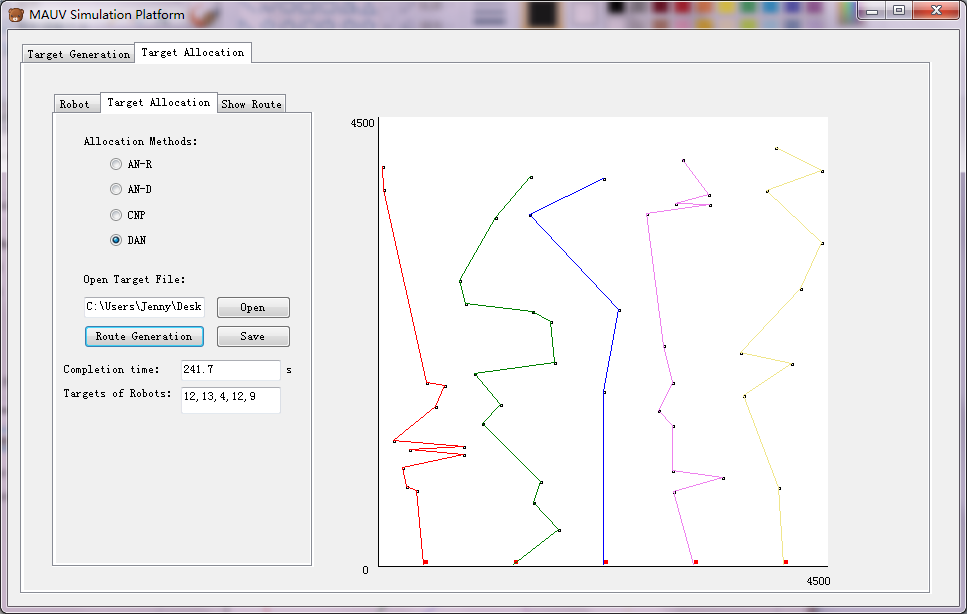 MAUV Simulation Platform
Target Generation
Target Allocation
Robot
Target Allocation
Show Route
Allocation Methods:
AN-R
AN-D
CNP
DAN
Open Target File:
C:\Users\Jenny\Desk
Open
Route Generation
Save
Completion time:
241.7
s
Targets of Robots:
12,13,4,12,9
4500
0
4500